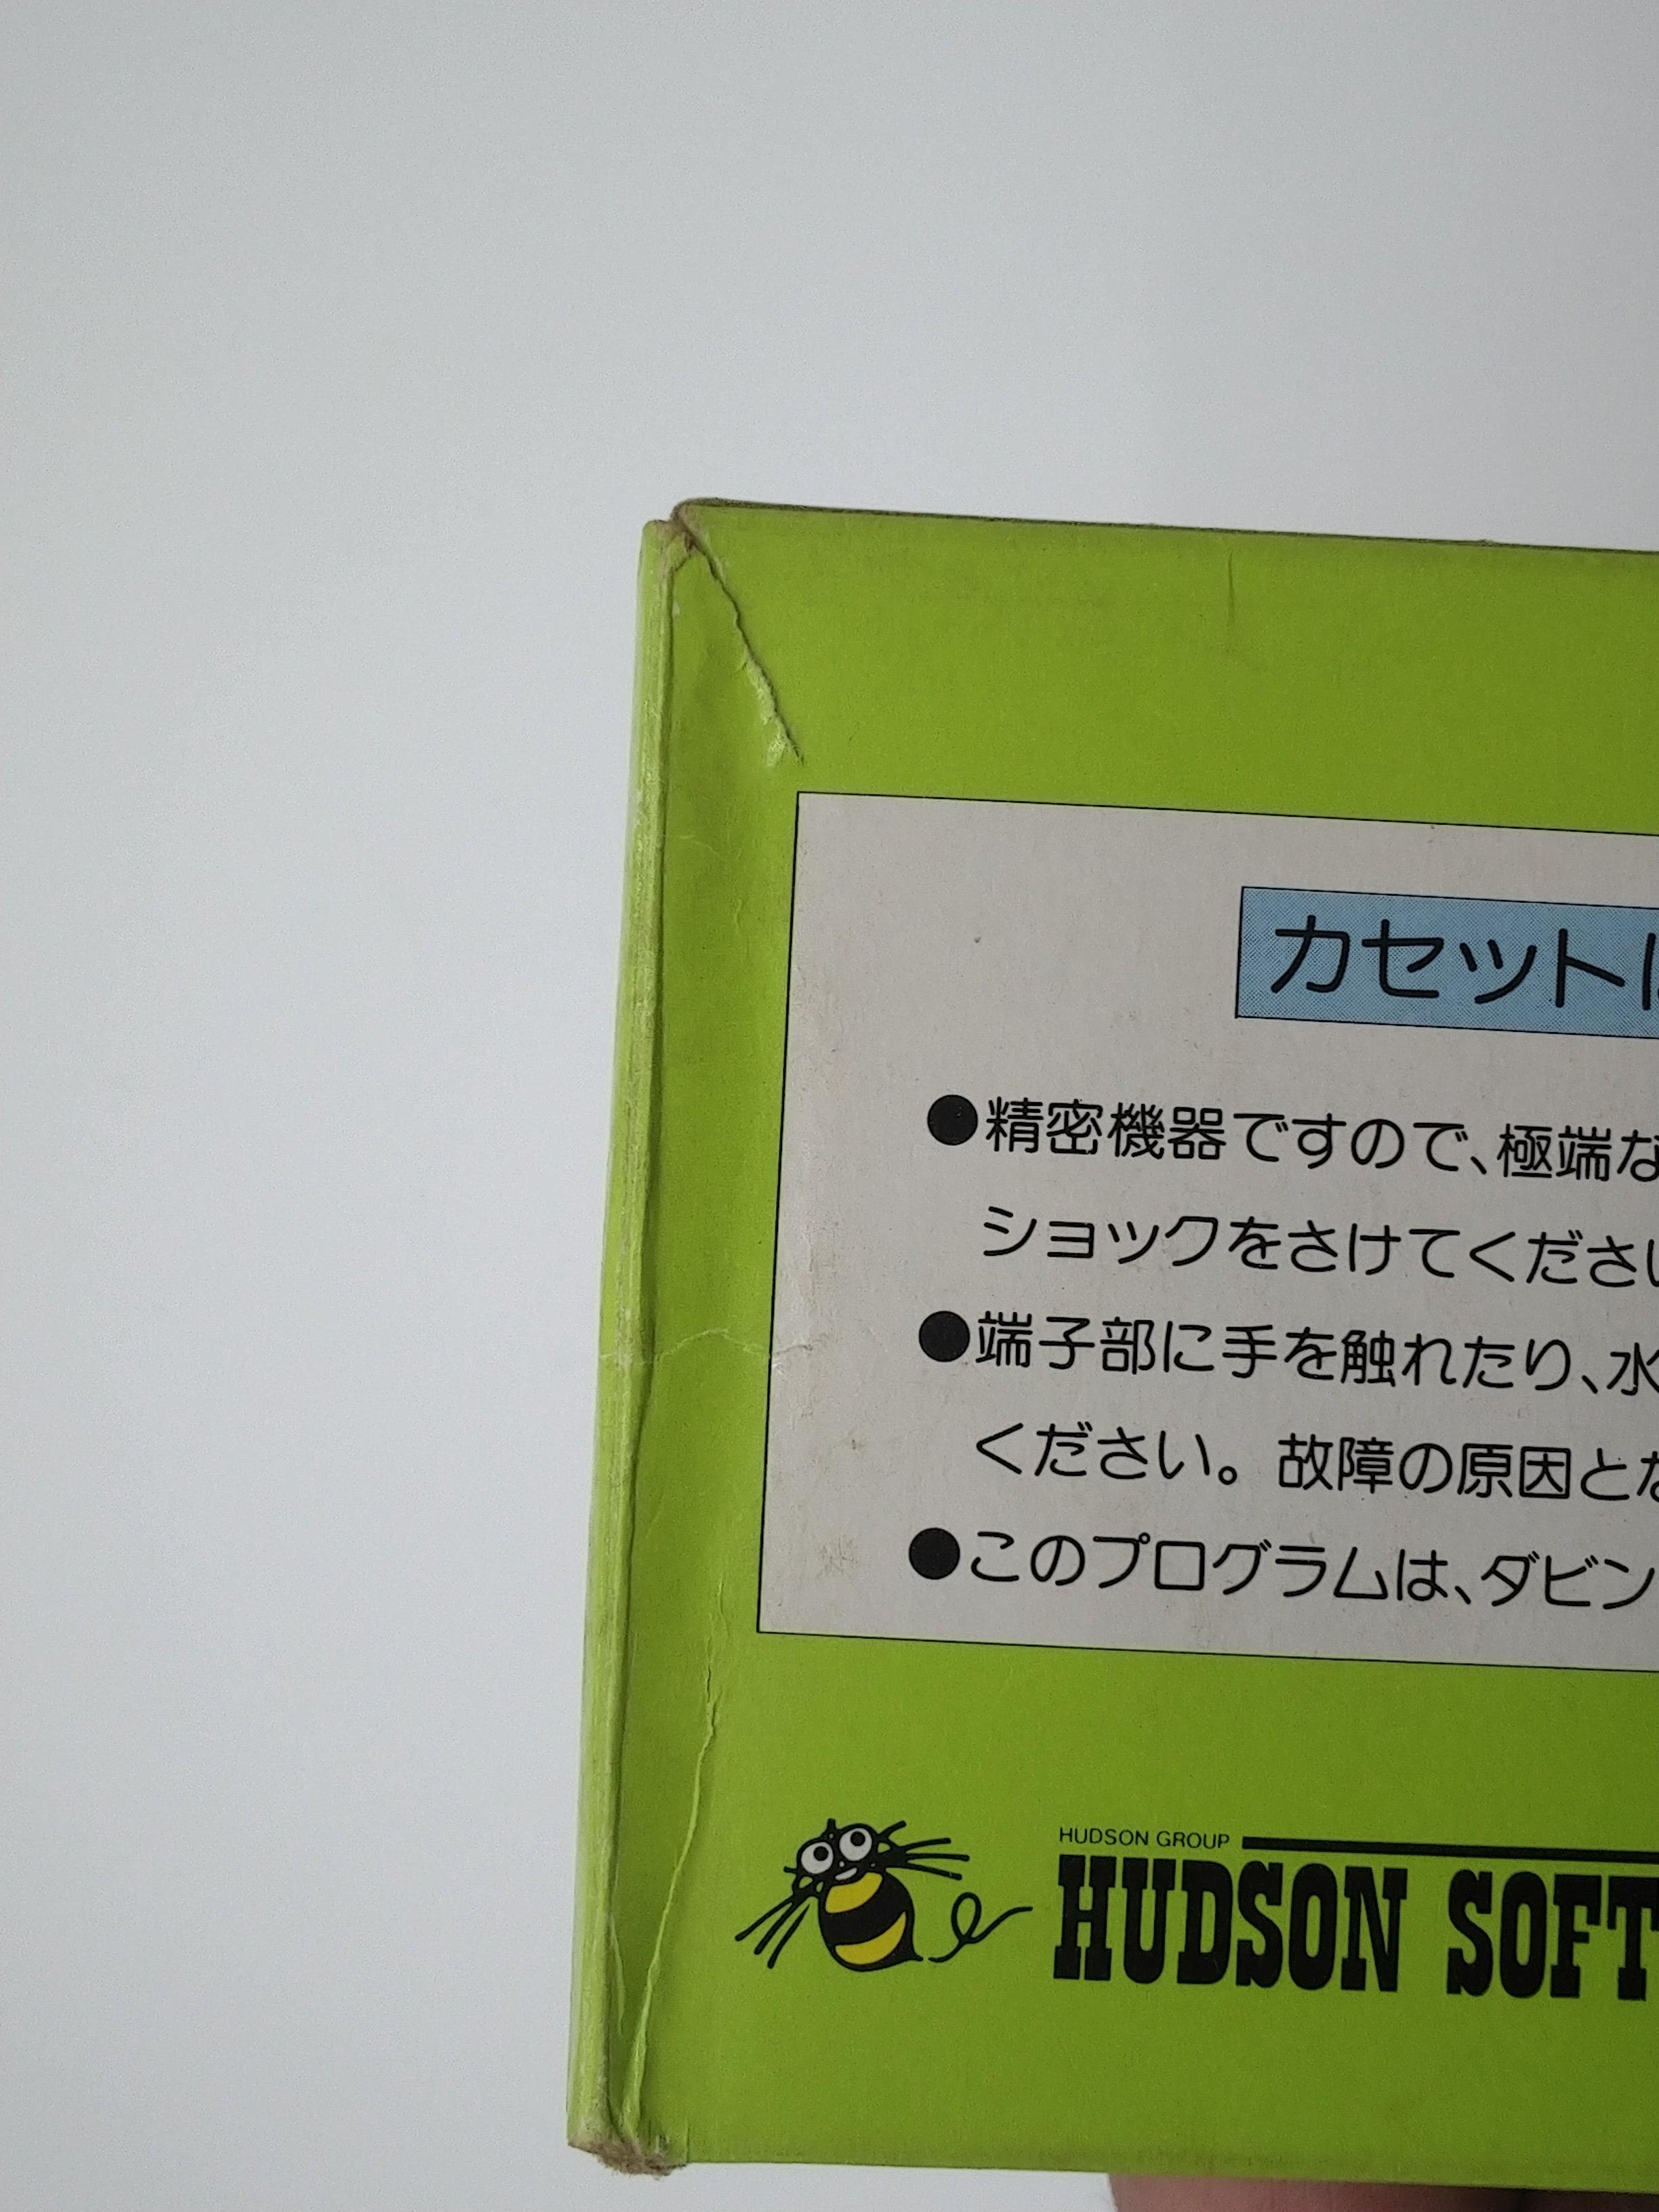 カセット
●精密機器ですので、極端な
ショックをさけてくださ
●端子部に手を触れたり、水
ください。故障の原因と
●このプログラムは、ダビン
HUDSON GROUP
HUDSON SOFT